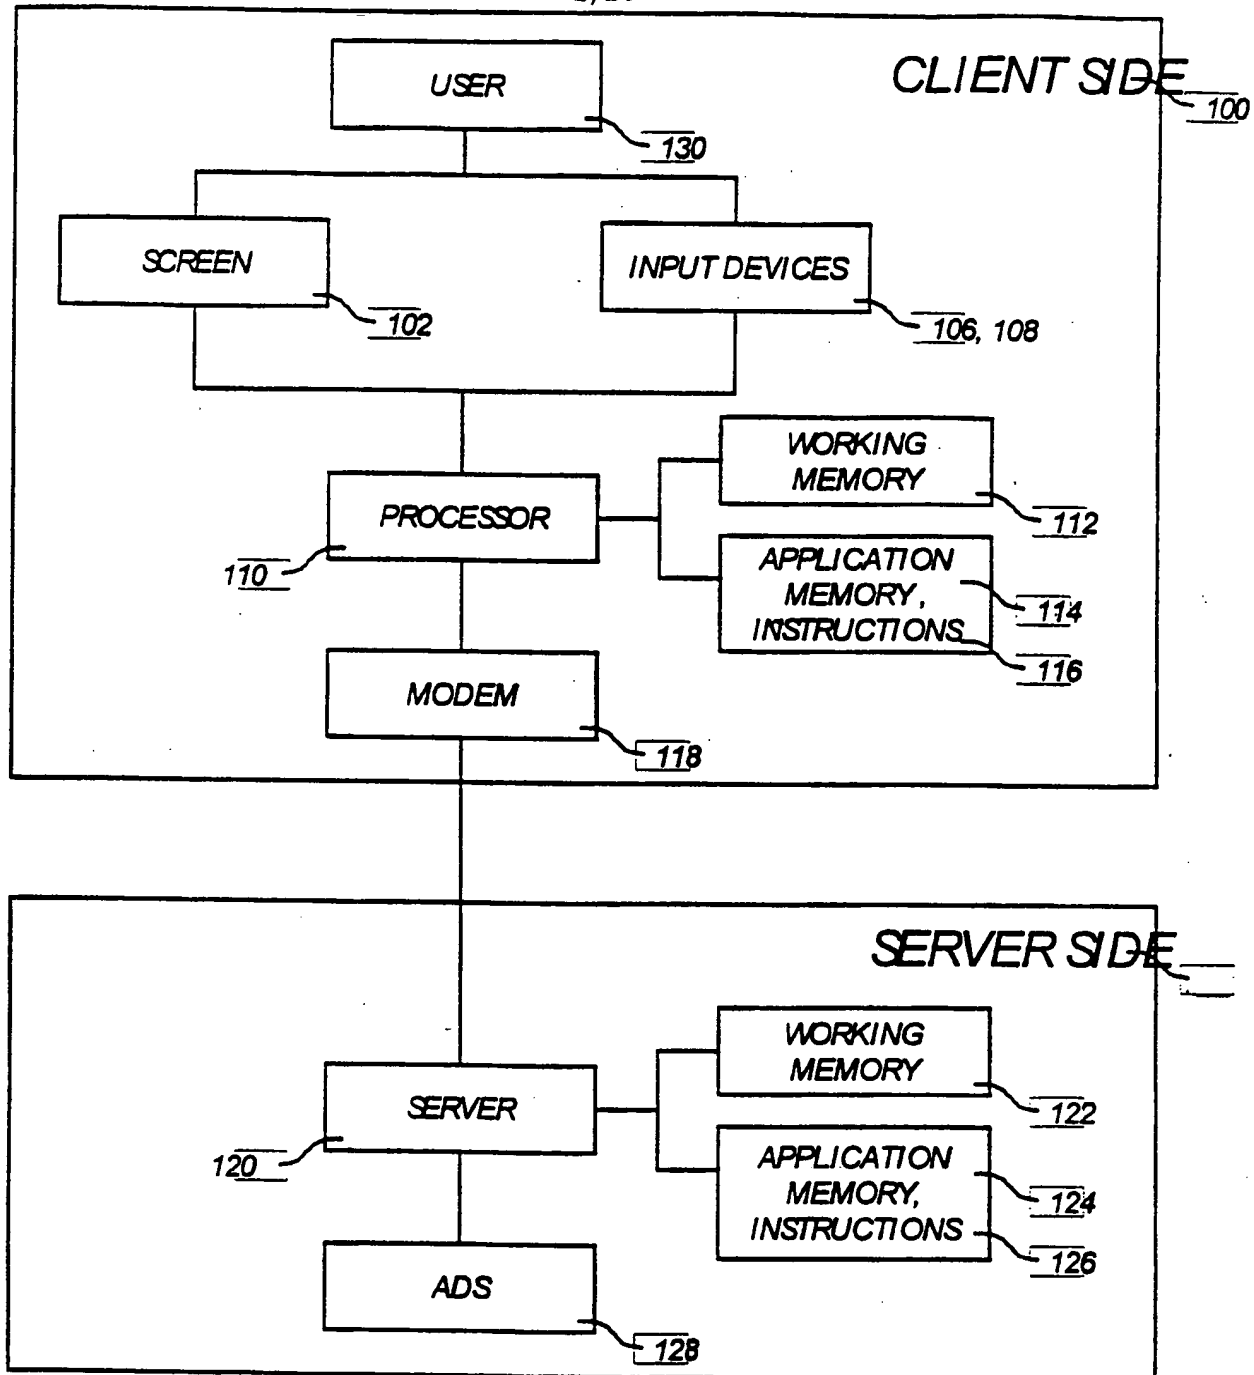 CLIENT SIDE
100
USER
130
SCREEN
102
INPUT DEVICES
106, 108
PROCESSOR
110
WORKING
MEMORY
112
APPLICATION
MEMORY,
INSTRUCTIONS
114
116
MODEM
118
SERVER SIDE
SERVER
120
WORKING
MEMORY
122
APPLICATION
MEMORY,
INSTRUCTIONS
124
126
ADS
128